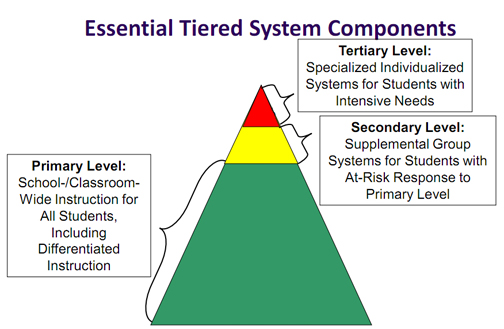 Essential Tiered System Components
Tertiary Level:
Specialized Individualized
Systems for Students with
Intensive Needs
Secondary Level:
Supplemental Group
Systems for Students with
At-Risk Response to
Primary Level
Primary Level:
School-/Classroom-
Wide Instruction for
All Students,
Including
Differentiated
Instruction